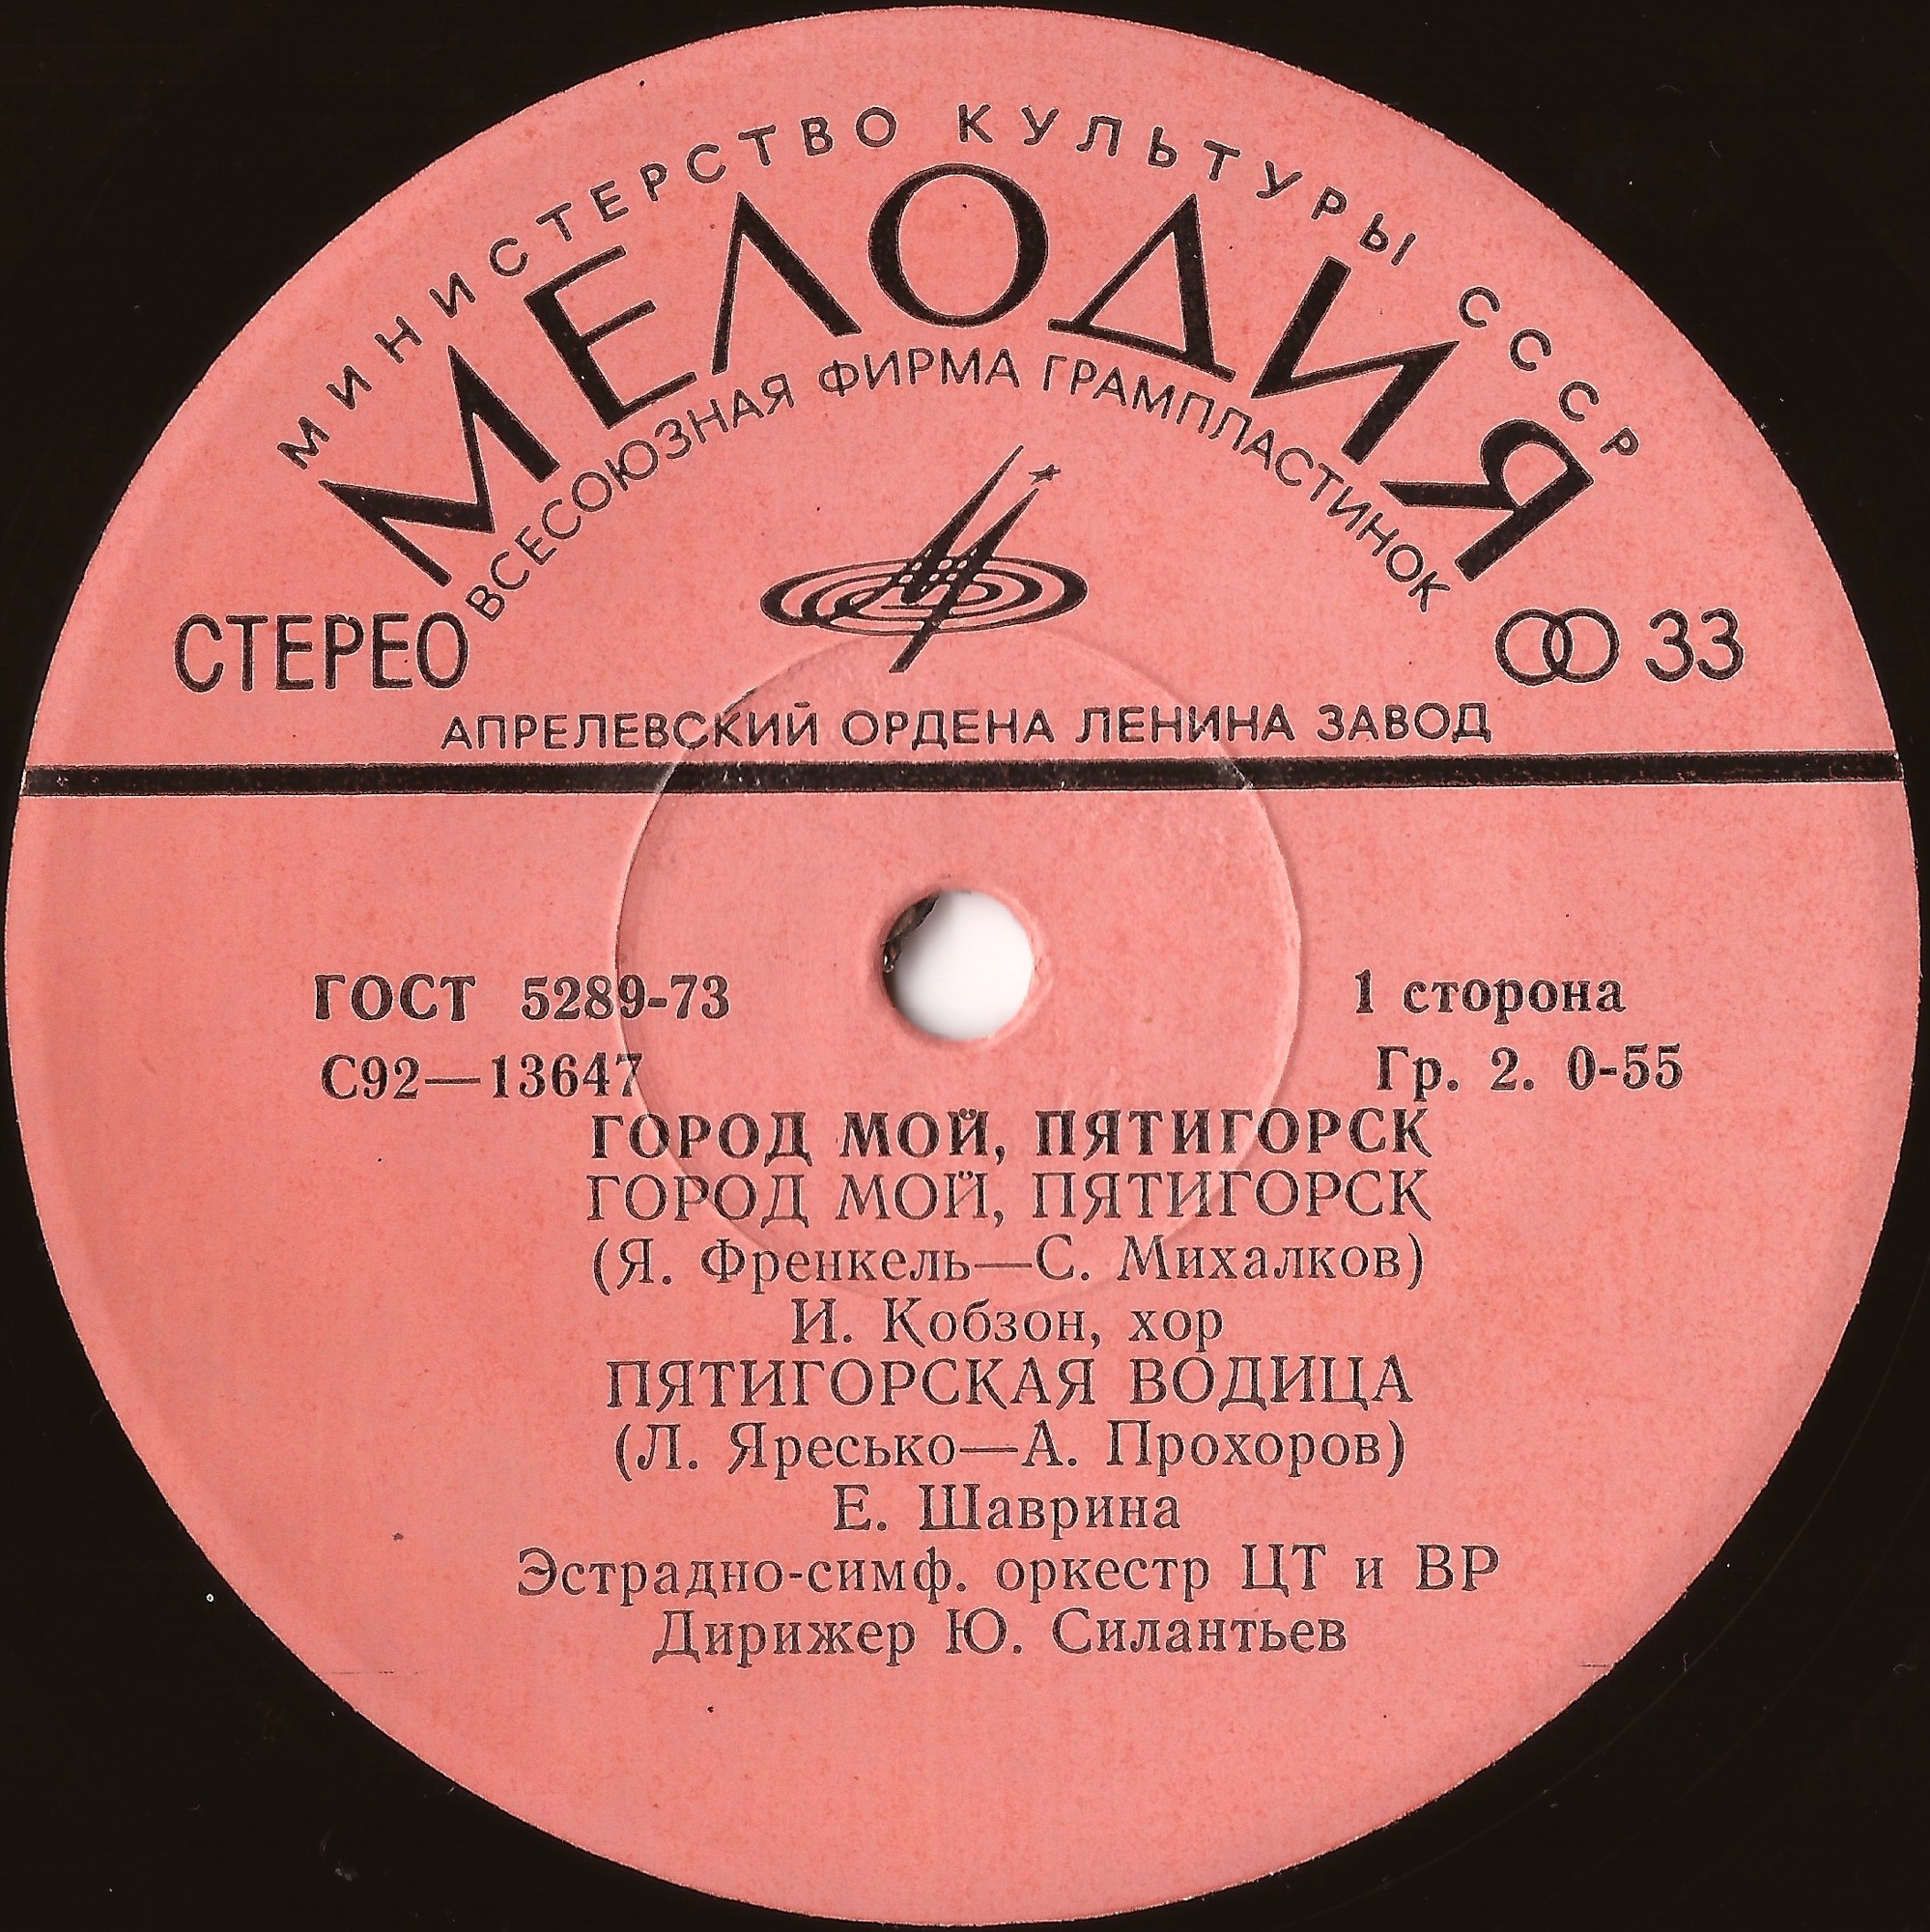 МИНИСТЕРСТВО КУЛЬТУРЫ СССР
МЕЛОДИЯ
ВСЕСОЮЗНАЯ ФИРМА ГРАМПЛАСТИНОК
СТЕРЕО
33
АПРЕЛЕВСКИЙ ОРДЕНА ЛЕНИНА ЗАВОД
ГОСТ 5289-73
1 сторона
С92—13647
Гр. 2. 0-55
ГОРОД МОЙ, ПЯТИГОРСК
ГОРОД МОЙ, ПЯТИГОРСК
(Я. Френкель—С. Михалков)
И. Кобзон, хор
ПЯТИГОРСКАЯ ВОДИЦА
(Л. Яресько—А. Прохоров)
Е. Шаврина
Эстрадно-симф. оркестр ЦТ и ВР
Дирижер Ю. Силантьев